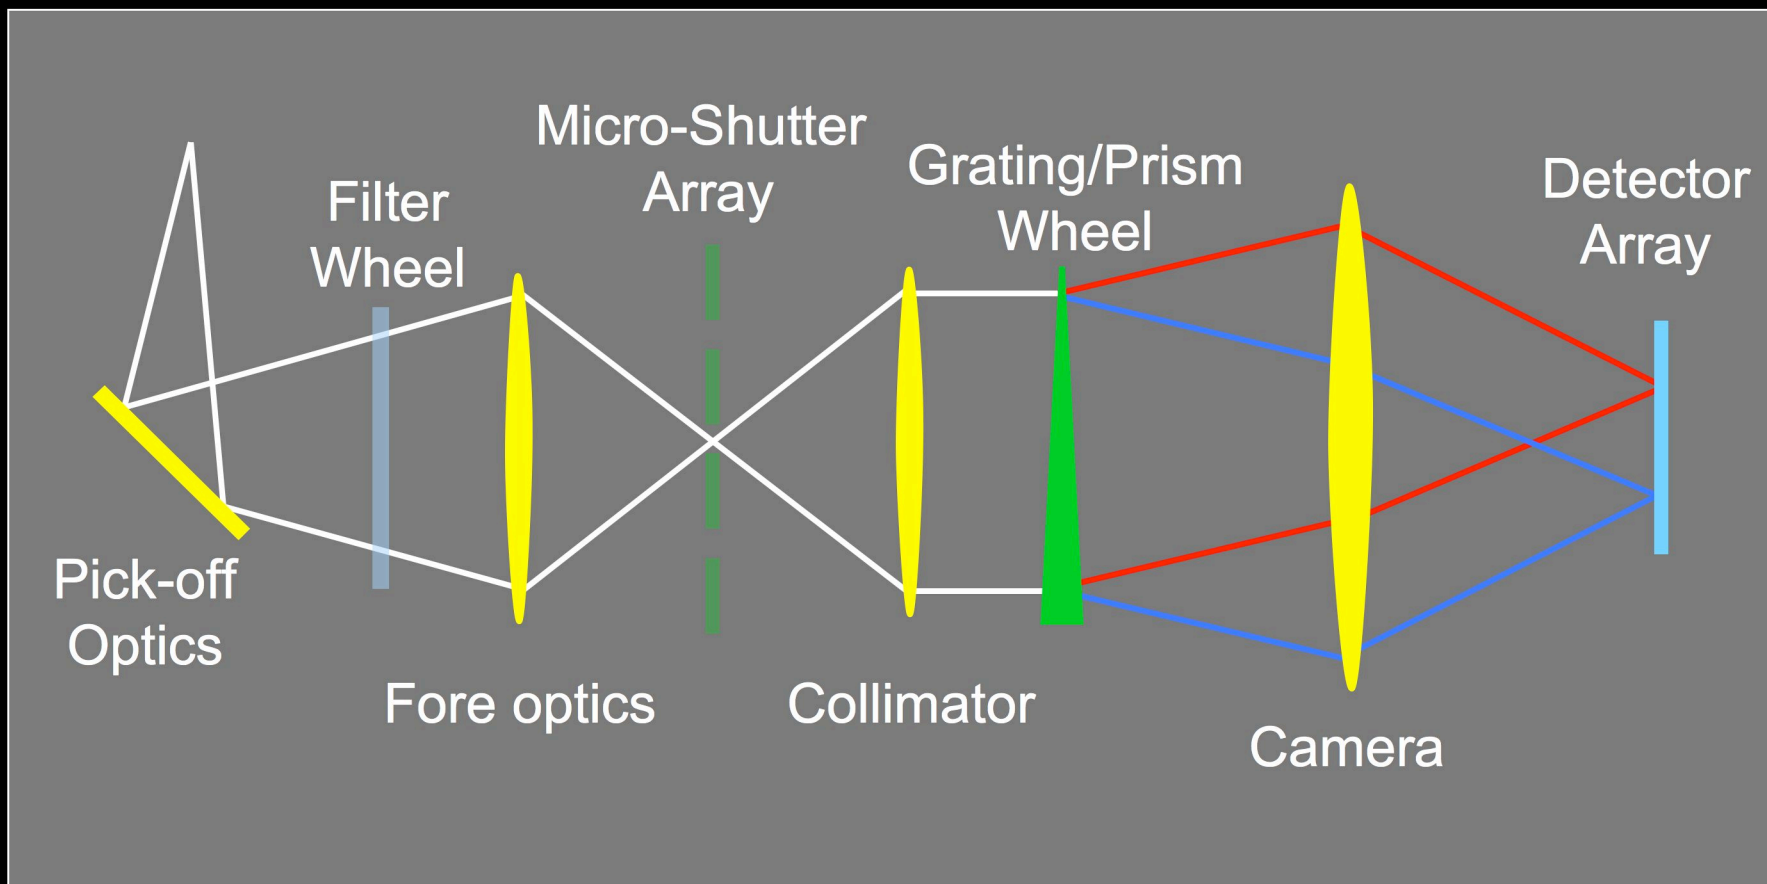 Micro-Shutter
Array
Grating/Prism
Wheel
Detector
Array
Filter
Wheel
Pick-off
Optics
Fore optics
Collimator
Camera